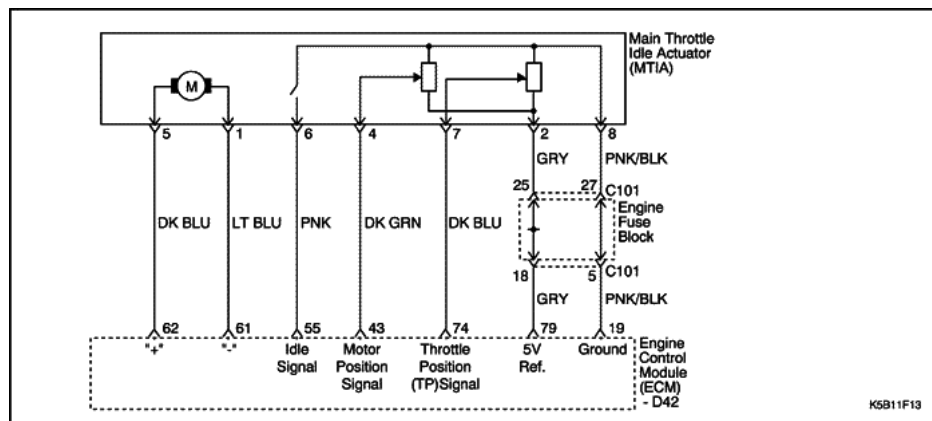 Main Throttle
Idle Actuator
(MTIA)
M
5 1 6 4 7 2 8
GRY PNK/BLK
25 27 C101
DK BLU LT BLU PNK DK GRN DK BLU
Engine
Fuse
Block
18 5 C101
GRY PNK/BLK
62 61 55 43 74 79 19
"+" "-" Idle Signal Motor Position Signal Throttle Position (TP)Signal 5V Ref. Ground
Engine
Control
Module
(ECM)
- D42
K5B11F13